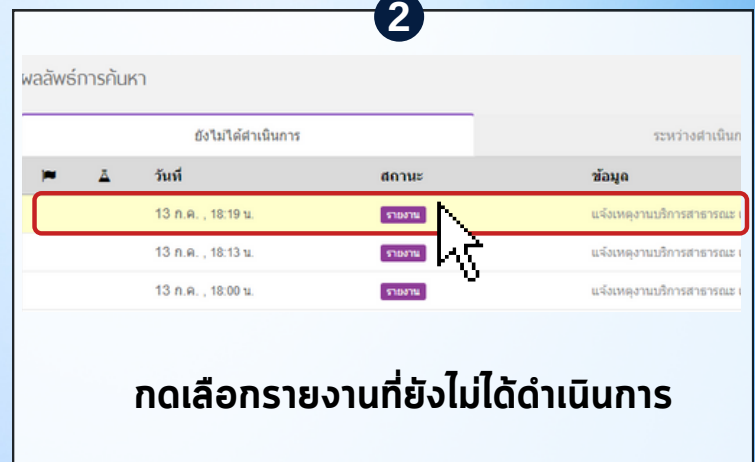 2
ผลลัพธ์การค้นหา
ยังไม่ได้ดำเนินการ ระหว่างดำเนินก
วันที่ สถานะ ข้อมูล
13 ก.ค. , 18:19 น. รายงาน แจ้งเหตุงานบริการสาธารณะ
13 ก.ค. , 18:13 น. รายงาน แจ้งเหตุงานบริการสาธารณะ
13 ก.ค. , 18:00 น. รายงาน แจ้งเหตุงานบริการสาธารณะ
กดเลือกรายงานที่ยังไม่ได้ดำเนินการ